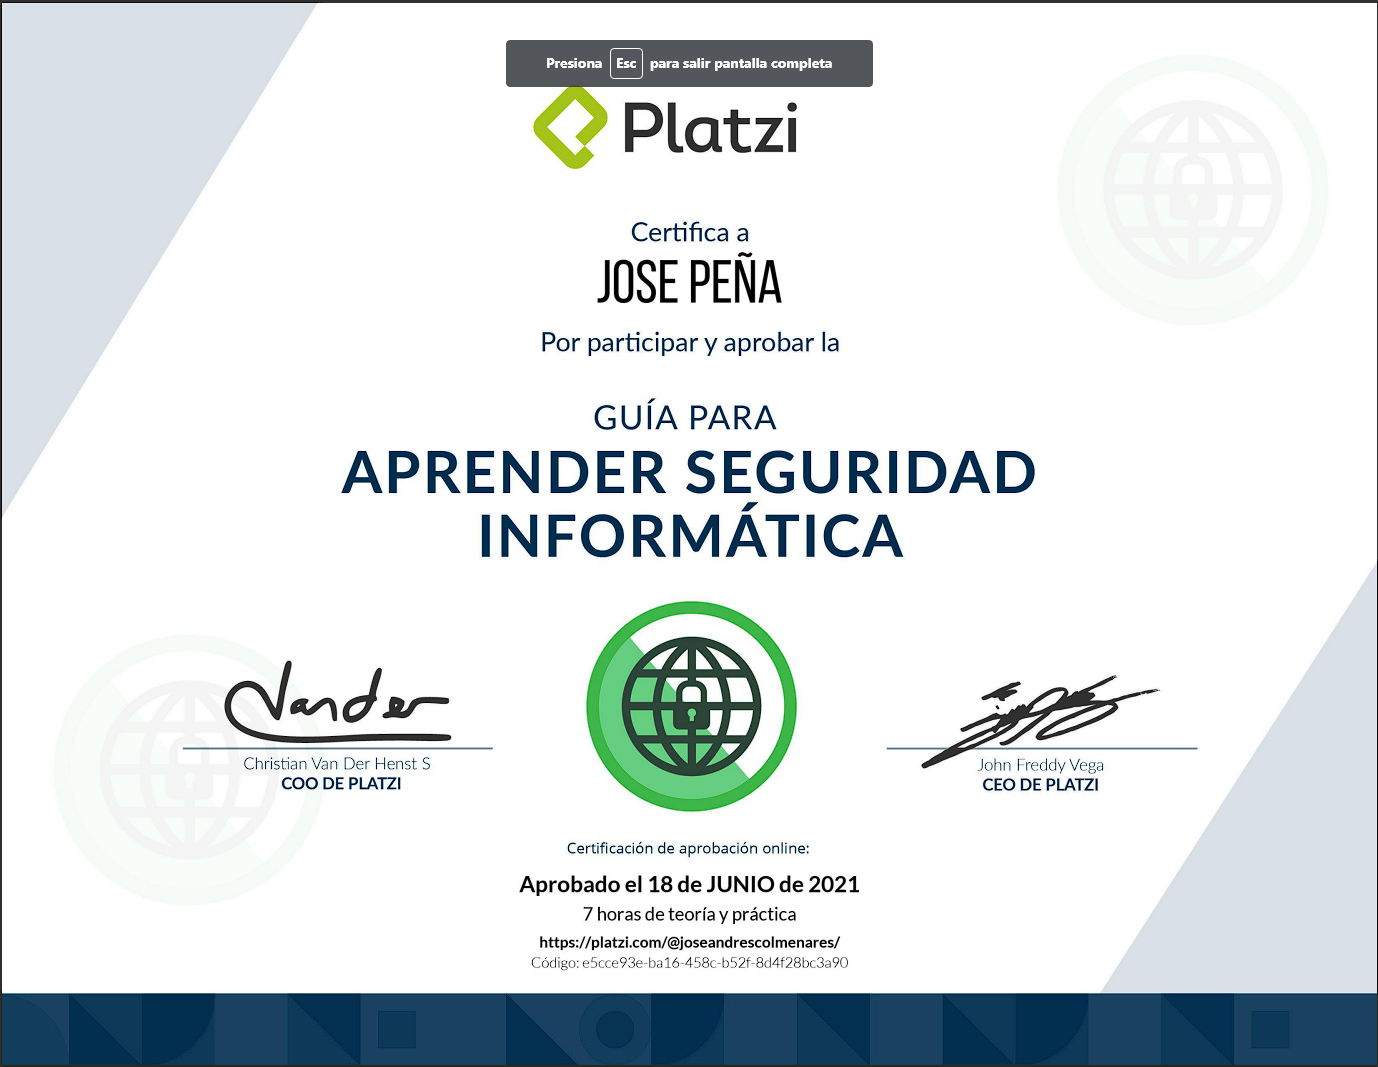 Presiona Esc para salir pantalla completa
Platzi
Certifica a
JOSE PEÑA
Por participar y aprobar la
GUÍA PARA
APRENDER SEGURIDAD
INFORMÁTICA
Vander
Christian Van Der Henst S
COO DE PLATZI
John Freddy Vega
CEO DE PLATZI
Certificación de aprobación online:
Aprobado el 18 de JUNIO de 2021
7 horas de teoría y práctica
https://platzi.com/@joseandrescolmenares/
Código: e5cce93e-ba16-458c-b52f-8d4f28bc3a90